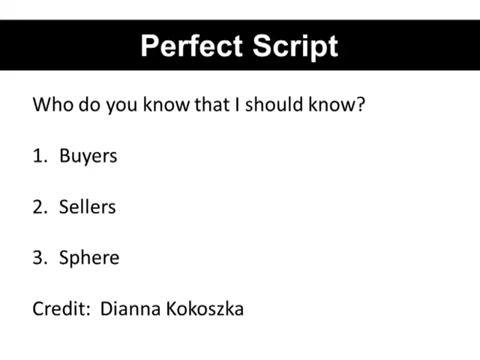 Perfect Script
Who do you know that I should know?
1. Buyers
2. Sellers
3. Sphere
Credit:  Dianna Kokoszka